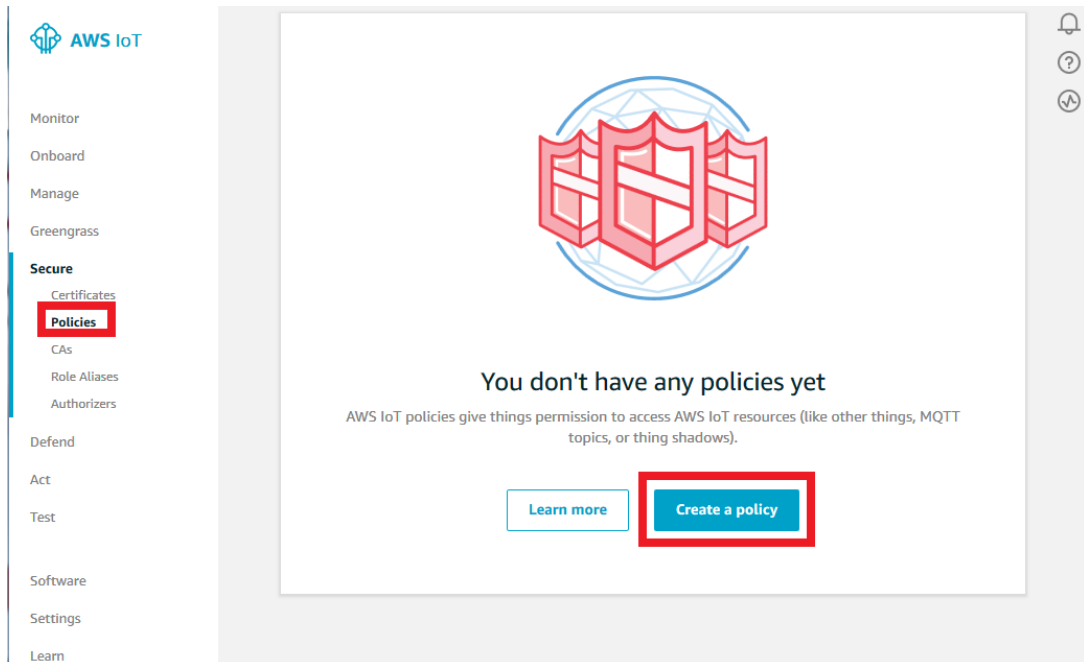 AWS IoT
Monitor
Onboard
Manage
Greengrass
Secure
Certificates
Policies
CAs
Role Aliases
Authorizers
Defend
Act
Test
Software
Settings
Learn
You don't have any policies yet
AWS IoT policies give things permission to access AWS IoT resources (like other things, MQTT
topics, or thing shadows).
Learn more
Create a policy